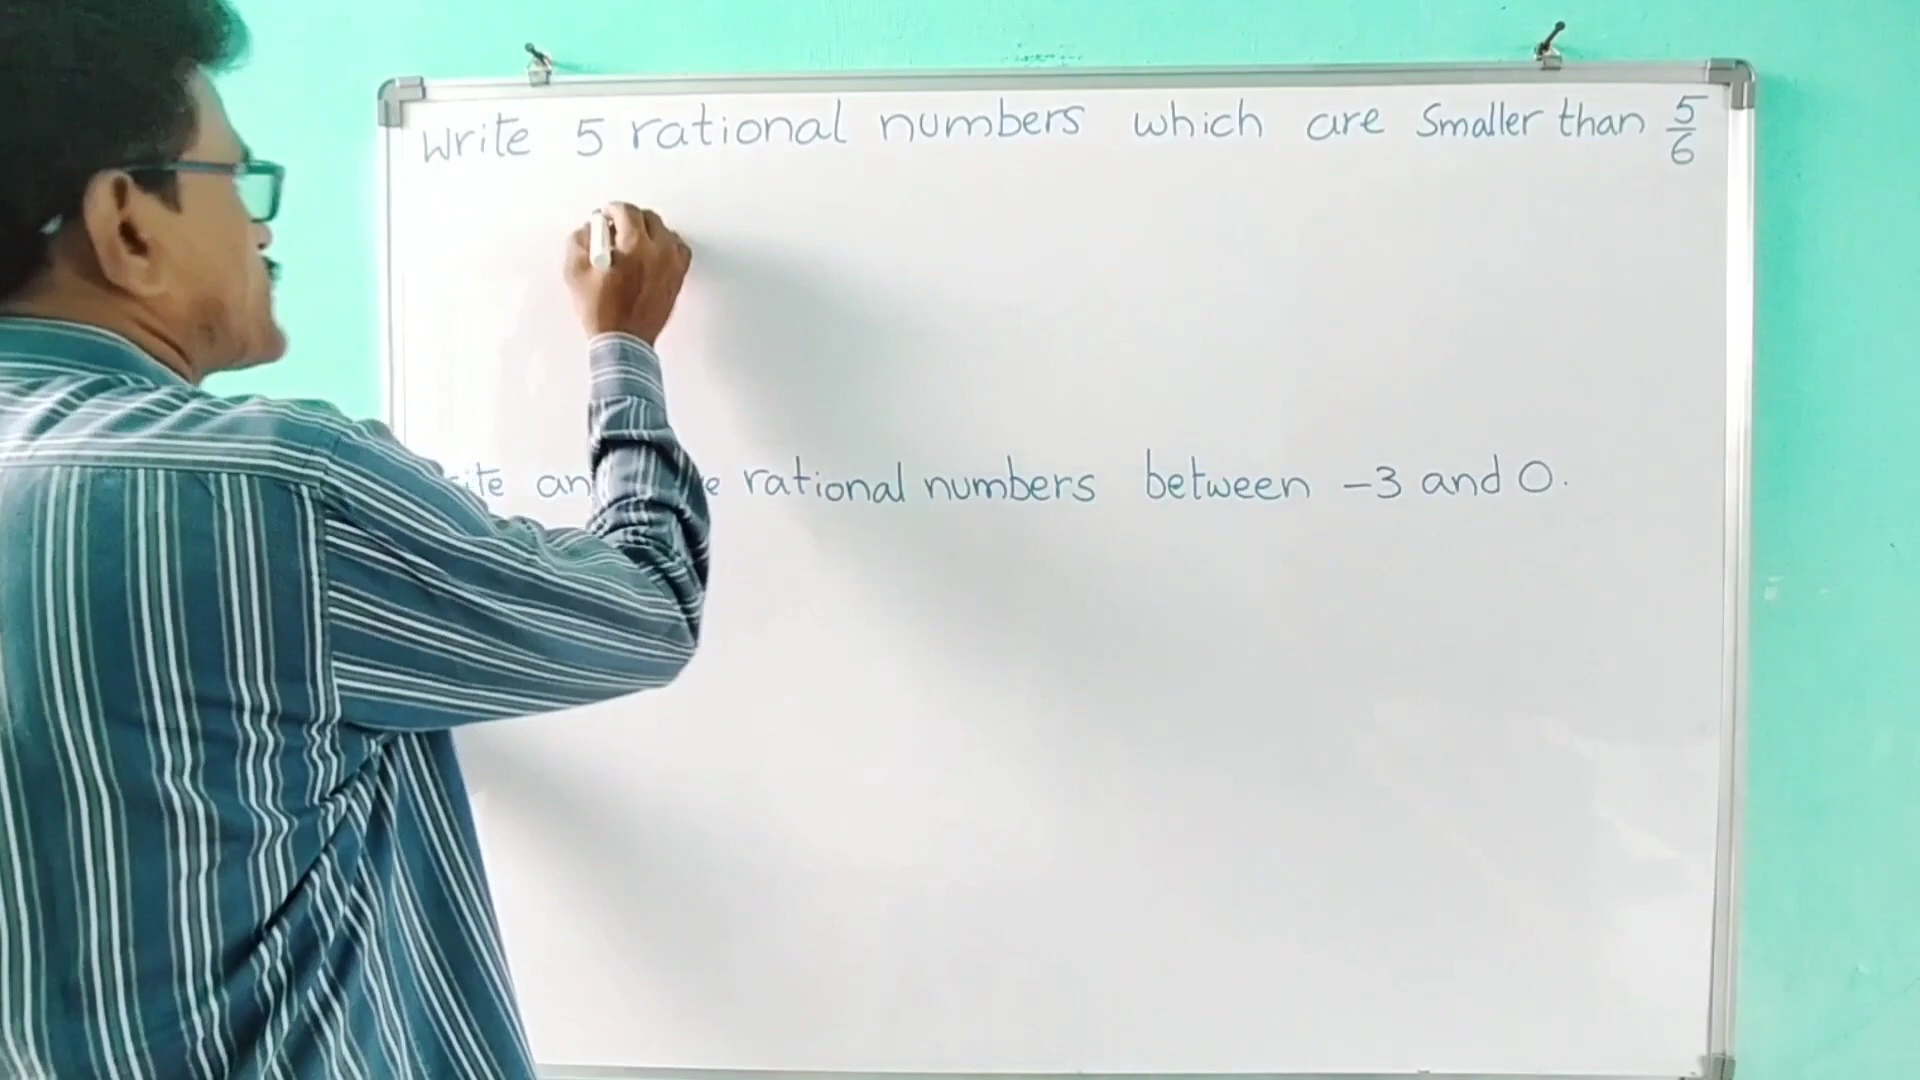 Write 5 rational numbers which are Smaller than 5/6
rational numbers between -3 and 0.